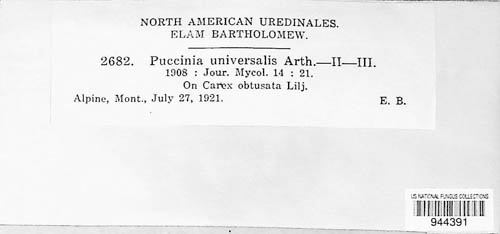 NORTH AMERICAN UREDINALES.
ELAM BARTHOLOMEW.
2682. Puccinia universalis Arth.—II—III.
1908 : Jour. Mycol. 14 : 21.
On Carex obtusata Lilj.
Alpine, Mont., July 27, 1921. E. B.
US NATIONAL FUNGUS COLLECTIONS
944391